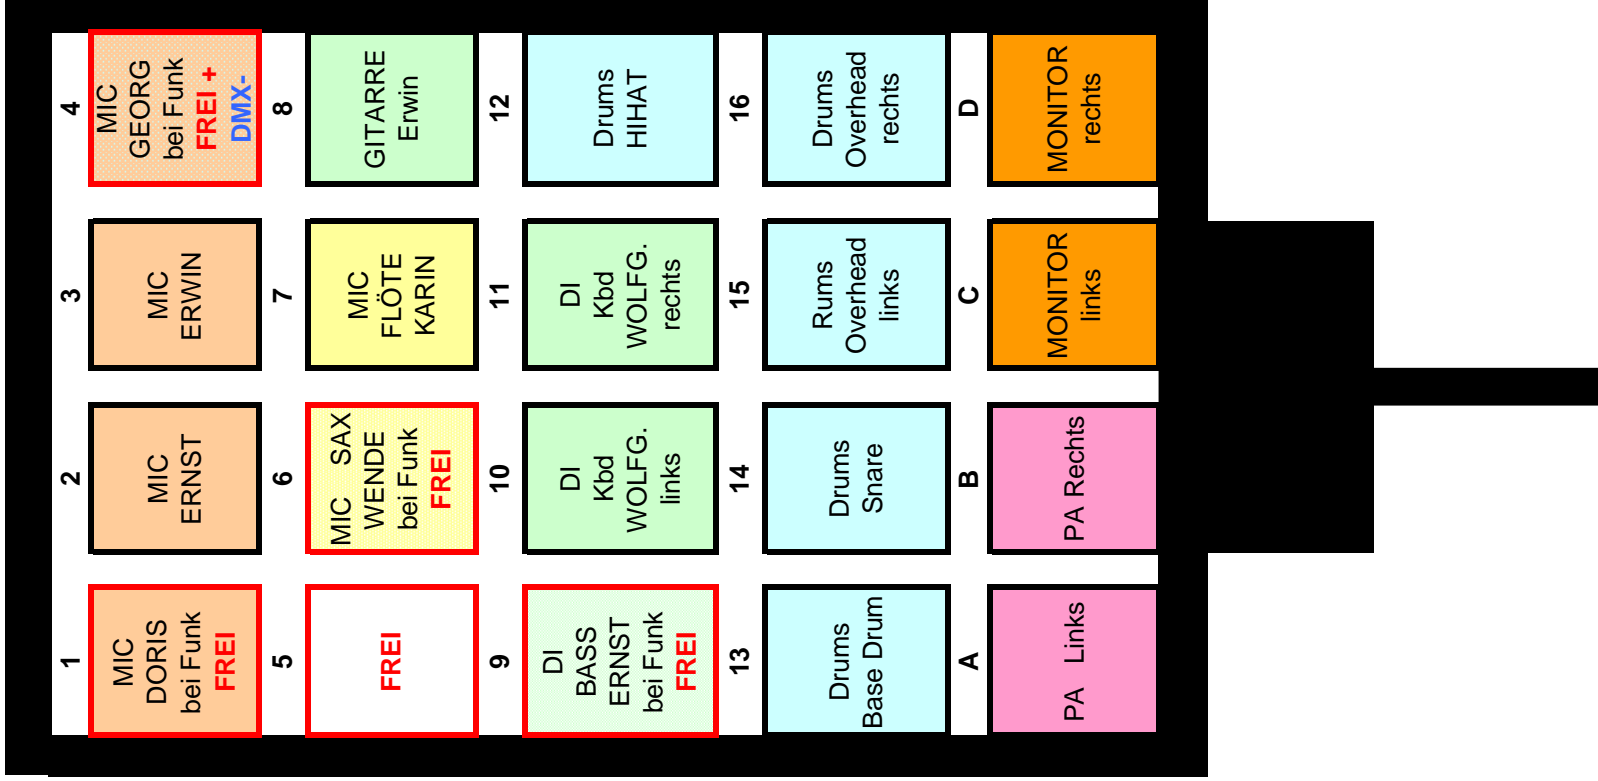 1
2
3
4
MIC
DORIS
bei Funk
FREI
MIC
ERNST
MIC
ERWIN
MIC
GEORG
bei Funk
FREI +
DMX-
5
6
7
8
FREI
MIC SAX
WENDE
bei Funk
FREI
MIC
FLÖTE
KARIN
GITARRE
Erwin
9
10
11
12
DI
BASS
ERNST
bei Funk
FREI
DI
Kbd
WOLFG.
links
DI
Kbd
WOLFG.
rechts
Drums
HIHAT
13
14
15
16
Drums
Base Drum
Drums
Snare
Rums
Overhead
links
Drums
Overhead
rechts
A
B
C
D
PA Links
PA Rechts
MONITOR
links
MONITOR
rechts